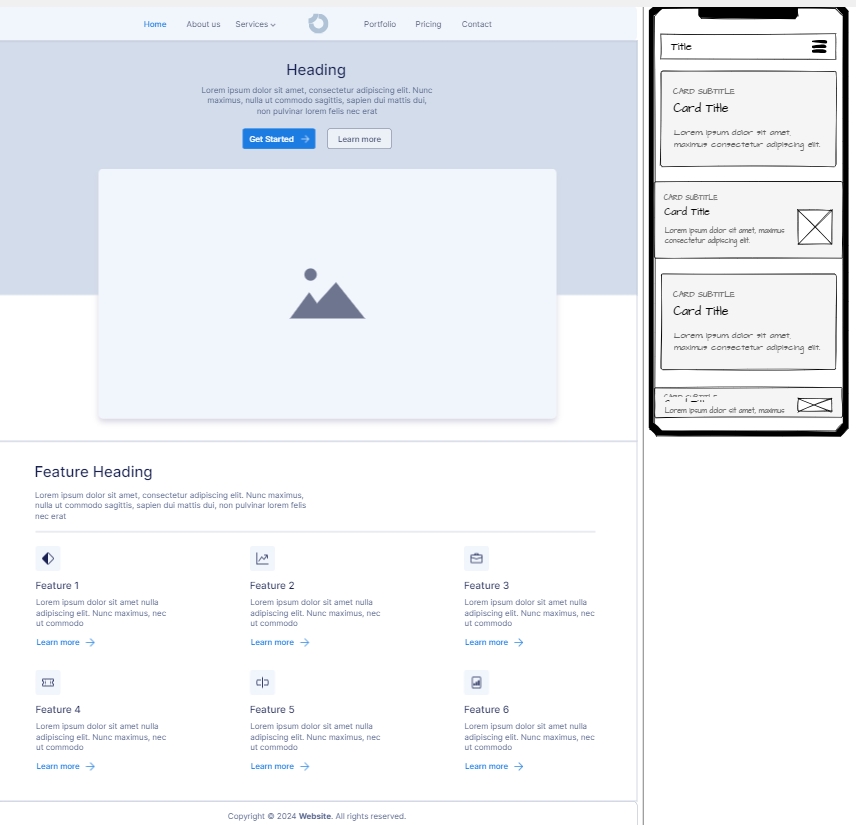 Home About us Services Portfolio Pricing Contact
Heading
Lorem ipsum dolor sit amet, consectetur adipiscing elit. Nunc
maximus, nulla ut commodo sagittis, sapien dui mattis dui,
non pulvinar lorem felis nec erat
Get Started Learn more
Feature Heading
Lorem ipsum dolor sit amet, consectetur adipiscing elit. Nunc maximus,
nulla ut commodo sagittis, sapien dui mattis dui, non pulvinar lorem felis
nec erat
Feature 1
Lorem ipsum dolor sit amet nulla
adipiscing elit. Nunc maximus, nec
ut commodo
Learn more
Feature 2
Lorem ipsum dolor sit amet nulla
adipiscing elit. Nunc maximus, nec
ut commodo
Learn more
Feature 3
Lorem ipsum dolor sit amet nulla
adipiscing elit. Nunc maximus, nec
ut commodo
Learn more
Feature 4
Lorem ipsum dolor sit amet nulla
adipiscing elit. Nunc maximus, nec
ut commodo
Learn more
Feature 5
Lorem ipsum dolor sit amet nulla
adipiscing elit. Nunc maximus, nec
ut commodo
Learn more
Feature 6
Lorem ipsum dolor sit amet nulla
adipiscing elit. Nunc maximus, nec
ut commodo
Learn more
Copyright © 2024 Website. All rights reserved.
Title
CARD SUBTITLE
Card Title
Lorem ipsum dolor sit amet,
maximus consectetur adipiscing elit.
CARD SUBTITLE
Card Title
Lorem ipsum dolor sit amet, maximus
consectetur adipiscing elit.
CARD SUBTITLE
Card Title
Lorem ipsum dolor sit amet,
maximus consectetur adipiscing elit.
CARD SUBTITLE
Lorem ipsum dolor sit amet, maximus